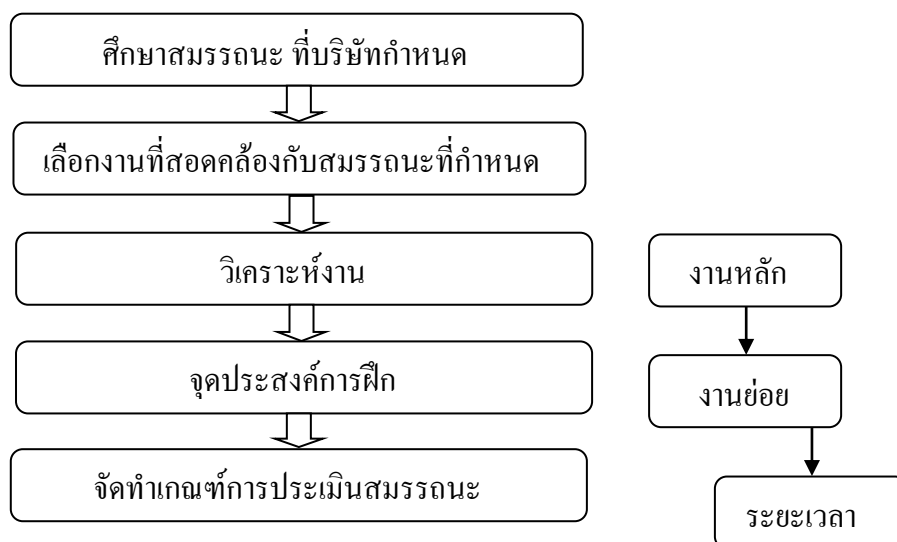 ศึกษาสมรรถนะ ที่บริษัทกำหนด
เลือกงานที่สอดคล้องกับสมรรถนะที่กำหนด
วิเคราะห์งาน
จุดประสงค์การฝึก
จัดทำเกณฑ์การประเมินสมรรถนะ
งานหลัก
งานย่อย
ระยะเวลา